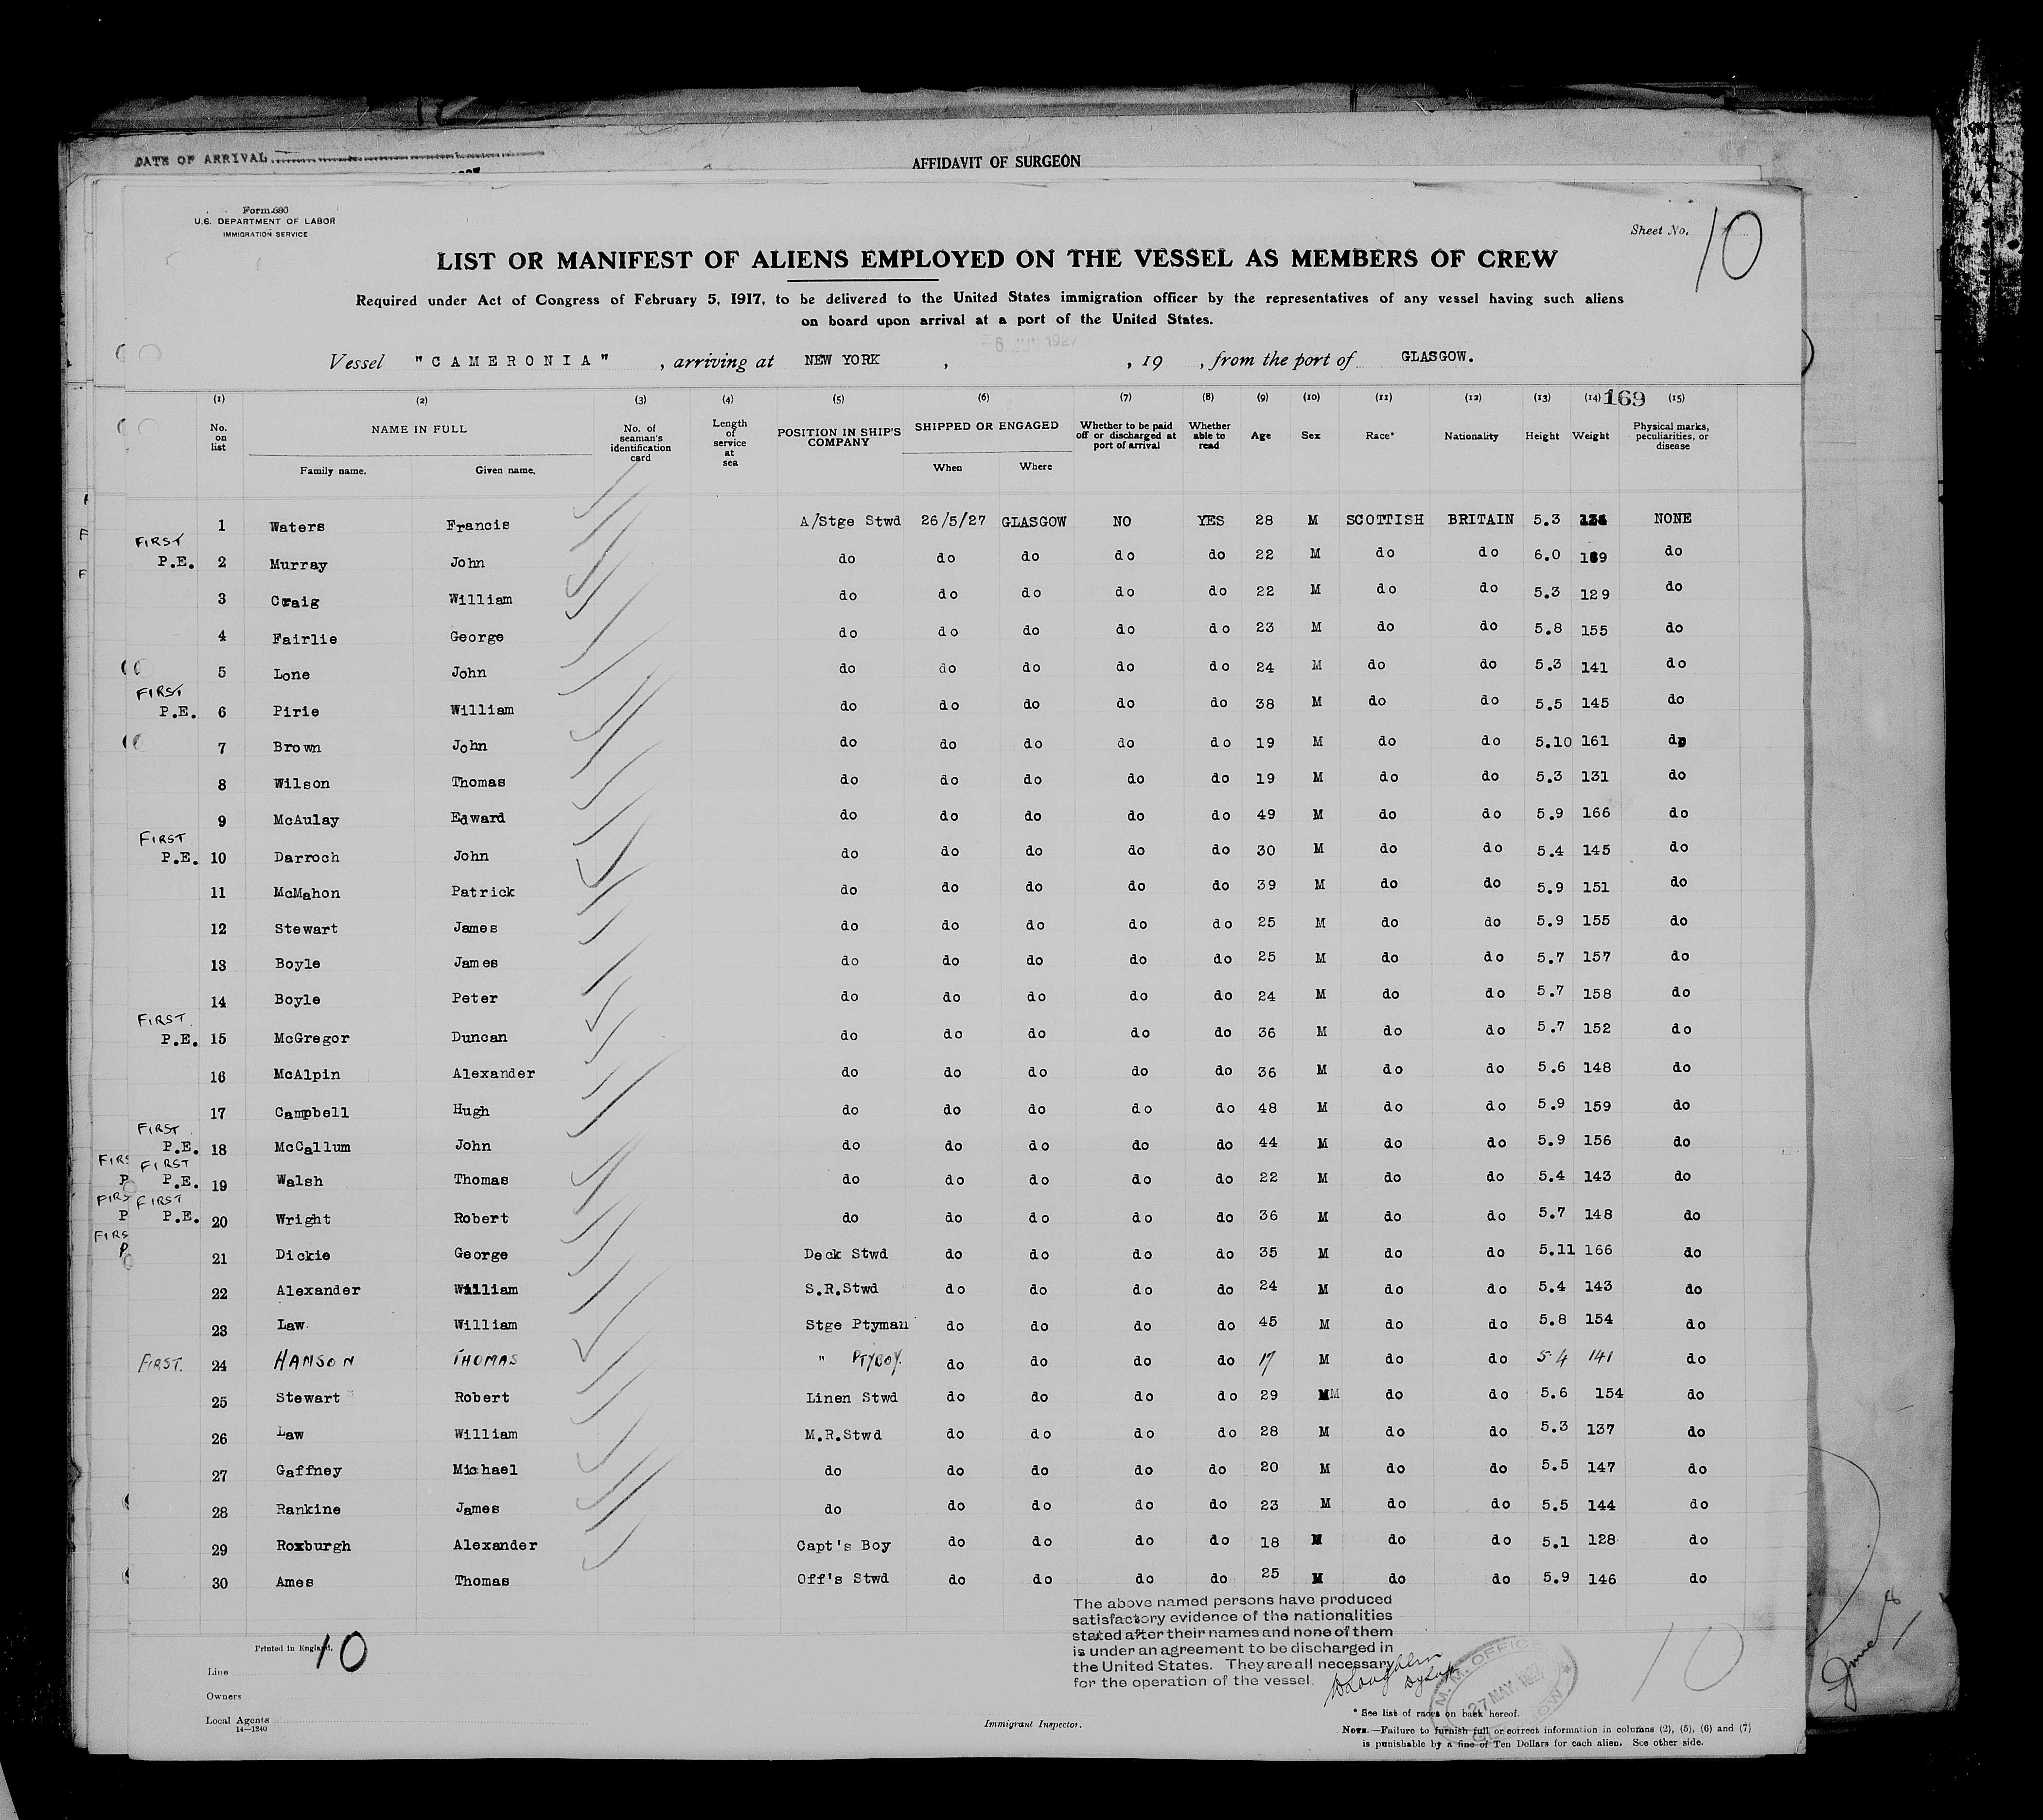 DATE OF ARRIVAL
AFFIDAVIT OF SURGEON
Form 680
U.S. DEPARTMENT OF LABOR
IMMIGRATION SERVICE
Sheet No. 10
LIST OR MANIFEST OF ALIENS EMPLOYED ON THE VESSEL AS MEMBERS OF CREW
Required under Act of Congress of February 5, 1917, to be delivered to the United States immigration officer by the representatives of any vessel having such aliens
on board upon arrival at a port of the United States.
6 JUN 1927
Vessel "CAMERONIA" , arriving at NEW YORK , , 19 , from the port of GLASGOW.
169
(1) (2) (3) (4) (5) (6) (7) (8) (9) (10) (11) (12) (13) (14) (15)
No. on list NAME IN FULL Family name. Given name. No. of seaman's identification card Length of service at sea POSITION IN SHIP'S COMPANY SHIPPED OR ENGAGED When Where Whether to be paid off or discharged at port of arrival Whether able to read Age Sex Race* Nationality Height Weight Physical marks, peculiarities, or disease
1 Waters Francis A/Stge Stwd 26/5/27 GLASGOW NO YES 28 M SCOTTISH BRITAIN 5.3 NONE
FIRST
P.E. 2 Murray John do do do do do 22 M do do 6.0 169 do
3 Craig William do do do do do 22 M do do 5.3 129 do
4 Fairlie George do do do do do 23 M do do 5.8 155 do
5 Lone John do do do do do 24 M do do 5.3 141 do
FIRST
P.E. 6 Pirie William do do do do do 38 M do do 5.5 145 do
7 Brown John do do do do do 19 M do do 5.10 161 do
8 Wilson Thomas do do do do do 19 M do do 5.3 131 do
9 McAulay Edward do do do do do 49 M do do 5.9 166 do
FIRST
P.E. 10 Darroch John do do do do do 30 M do do 5.4 145 do
11 McMahon Patrick do do do do do 39 M do do 5.9 151 do
12 Stewart James do do do do do 25 M do do 5.9 155 do
13 Boyle James do do do do do 25 M do do 5.7 157 do
14 Boyle Peter do do do do do 24 M do do 5.7 158 do
FIRST
P.E. 15 McGregor Duncan do do do do do 36 M do do 5.7 152 do
16 McAlpin Alexander do do do do do 36 M do do 5.6 148 do
17 Campbell Hugh do do do do do 48 M do do 5.9 159 do
FIRST
P.E. 18 McCallum John do do do do do 44 M do do 5.9 156 do
FIRST
P.E. 19 Walsh Thomas do do do do do 22 M do do 5.4 143 do
FIRST
P.E. 20 Wright Robert do do do do do 36 M do do 5.7 148 do
21 Dickie George Deck Stwd do do do do 35 M do do 5.11 166 do
22 Alexander William S.R.Stwd do do do do 24 M do do 5.4 143 do
23 Law William Stge Ptyman do do do do 45 M do do 5.8 154 do
FIRST. 24 HANSON THOMAS " PTYBOY. do do do do 17 M do do 5.4 141 do
25 Stewart Robert Linen Stwd do do do do 29 M M do do 5.6 154 do
26 Law William M.R.Stwd do do do do 28 M do do 5.3 137 do
27 Gaffney Michael do do do do do 20 M do do 5.5 147 do
28 Rankine James do do do do do 23 M do do 5.5 144 do
29 Roxburgh Alexander Capt's Boy do do do do 18 M do do 5.1 128 do
30 Ames Thomas Off's Stwd do do do do 25 M do do 5.9 146 do
The above named persons have produced
satisfactory evidence of the nationalities
stated after their names and none of them
is under an agreement to be discharged in
the United States. They are all necessary
for the operation of the vessel.
Printed in England.
10
Line
Owners
Local Agents
14—1240
Immigrant Inspector.
M. M. OFFICE
27 MAY. 1927
GLASGOW
10
* See list of races on back hereof.
NOTE.—Failure to furnish full or correct information in columns (2), (5), (6) and (7)
is punishable by a fine of Ten Dollars for each alien. See other side.